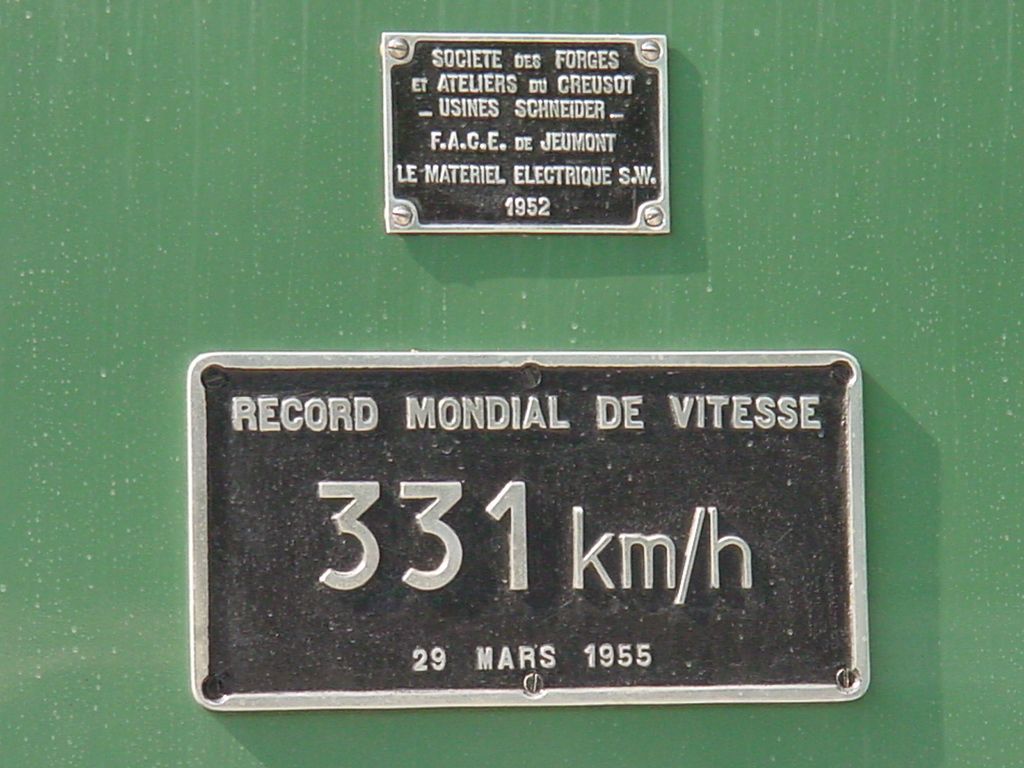 SOCIETE DES FORGES
ET ATELIERS DU CREUSOT
_ USINES SCHNEIDER _
F.A.C.E. DE JEUMONT
LE MATERIEL ELECTRIQUE S.W.
1952
RECORD MONDIAL DE VITESSE
331 km/h
29 MARS 1955